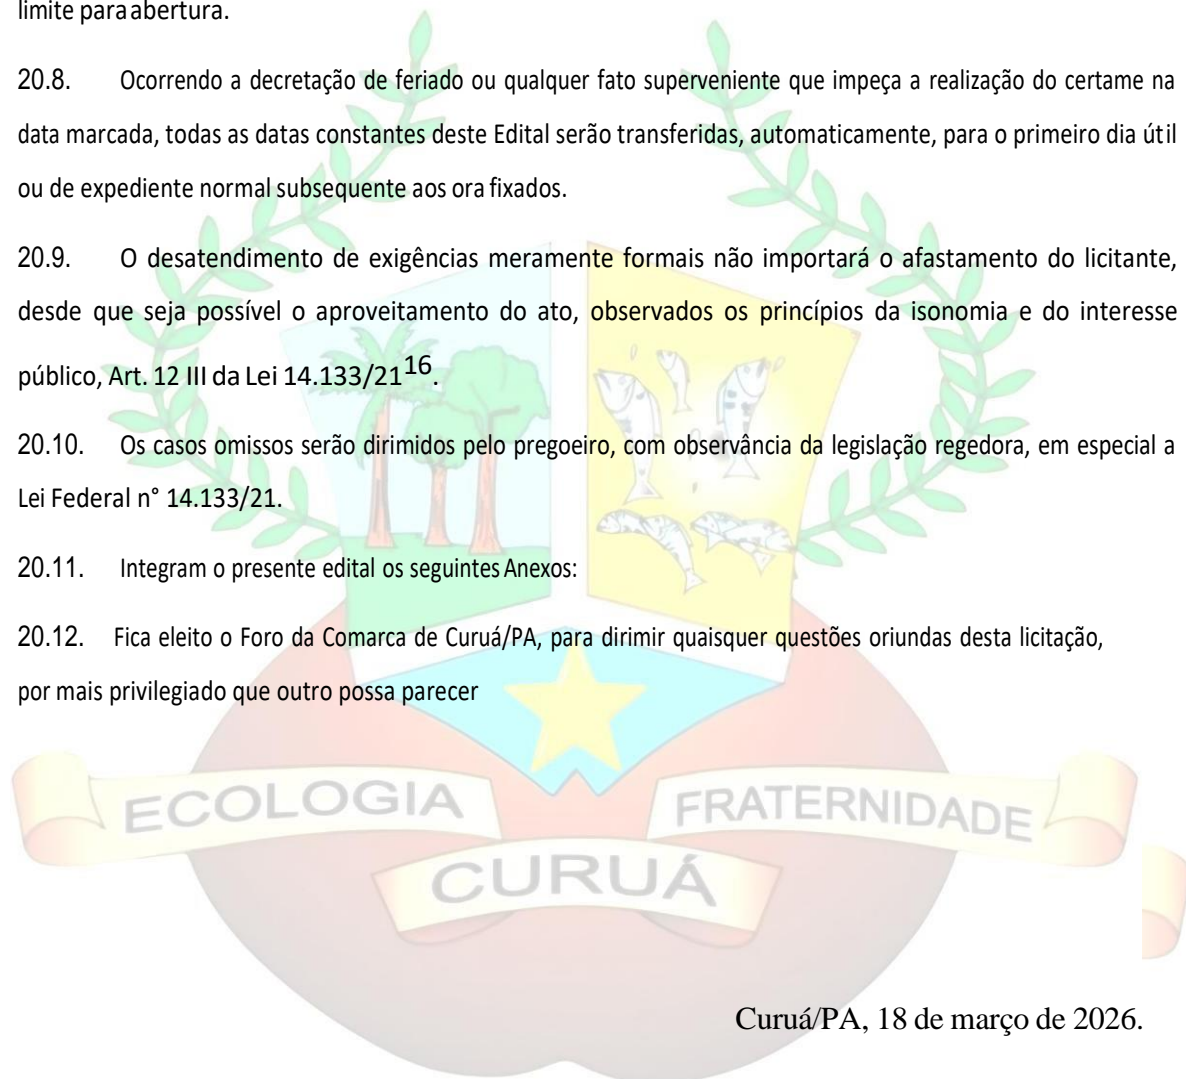 limite para abertura.
20.8. Ocorrendo a decretação de feriado ou qualquer fato superveniente que impeça a realização do certame na
data marcada, todas as datas constantes deste Edital serão transferidas, automaticamente, para o primeiro dia útil
ou de expediente normal subsequente aos ora fixados.
20.9. O desatendimento de exigências meramente formais não importará o afastamento do licitante,
desde que seja possível o aproveitamento do ato, observados os princípios da isonomia e do interesse
público, Art. 12 III da Lei 14.133/21¹⁶.
20.10. Os casos omissos serão dirimidos pelo pregoeiro, com observância da legislação regedora, em especial a
Lei Federal n° 14.133/21.
20.11. Integram o presente edital os seguintes Anexos:
20.12. Fica eleito o Foro da Comarca de Curuá/PA, para dirimir quaisquer questões oriundas desta licitação,
por mais privilegiado que outro possa parecer
ECOLOGIA FRATERNIDADE
CURUÁ
Curuá/PA, 18 de março de 2026.